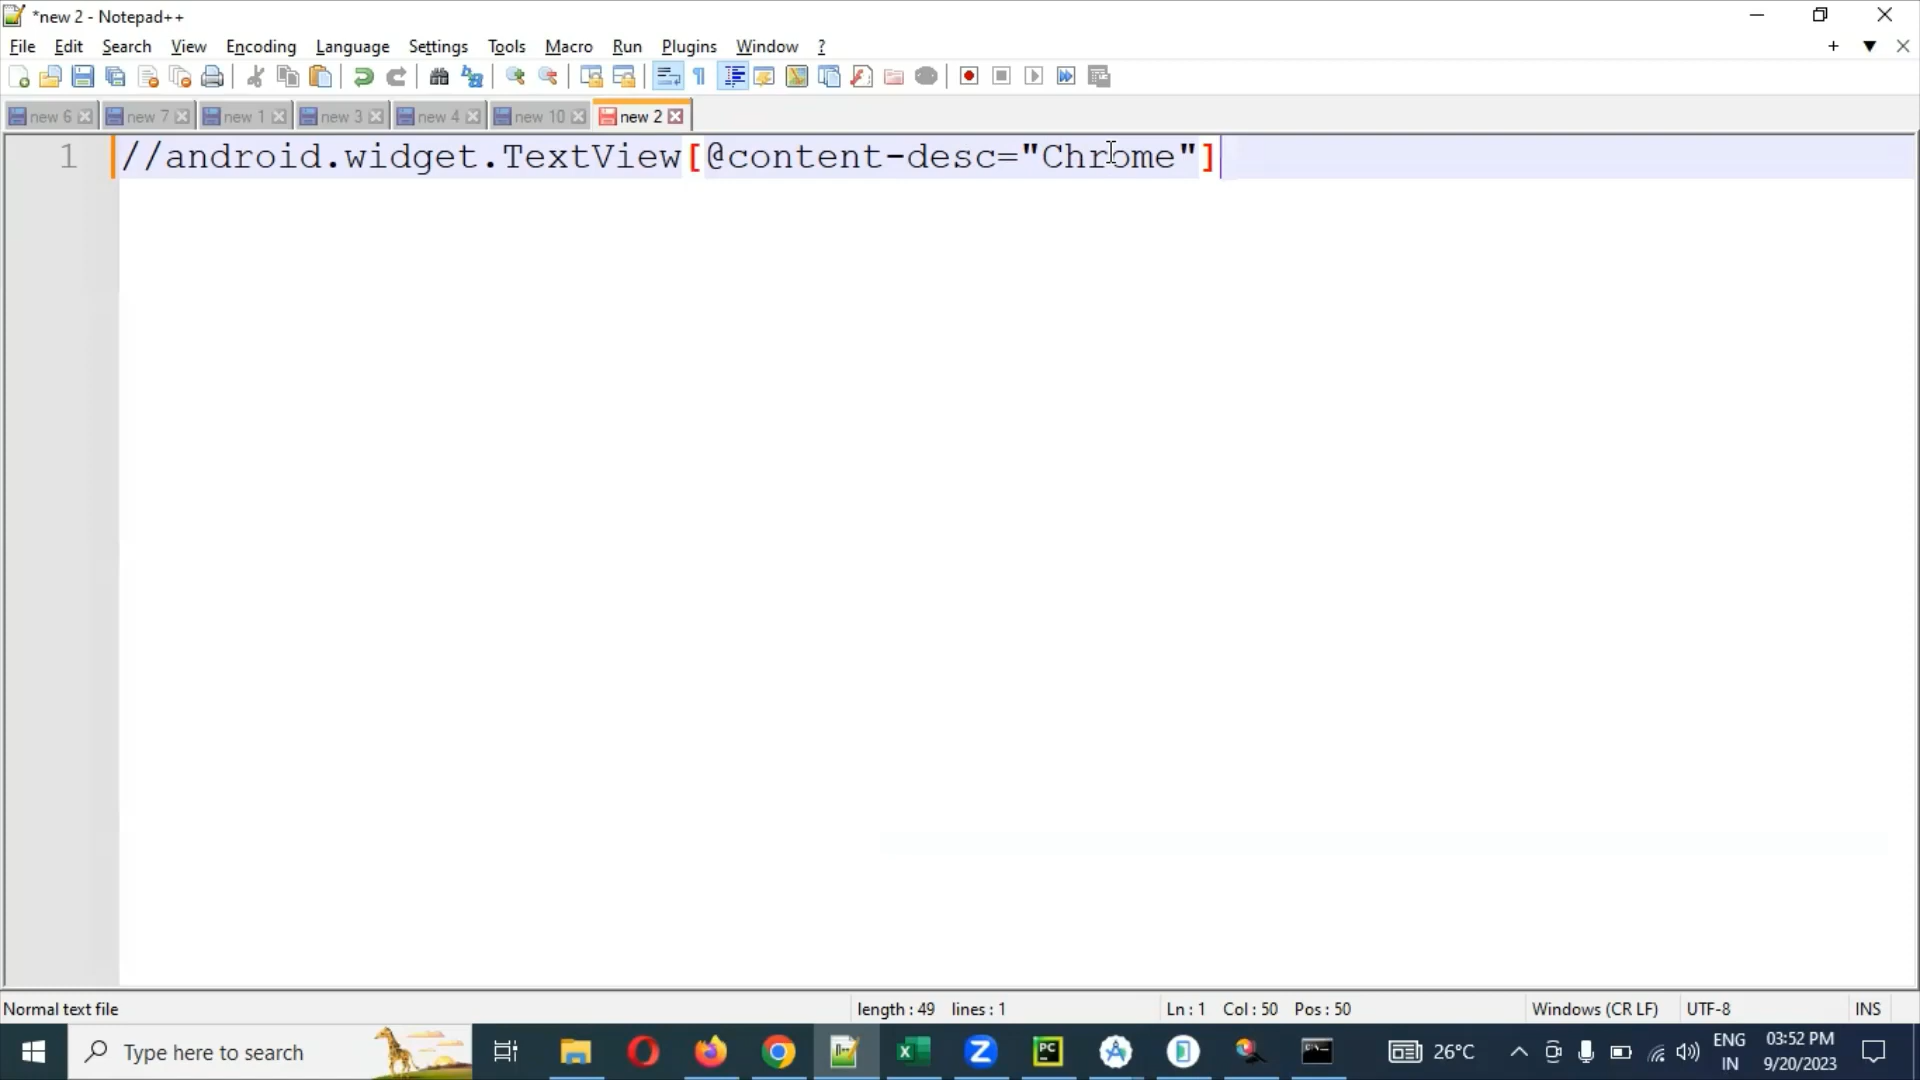 *new 2 - Notepad++
File Edit Search View Encoding Language Settings Tools Macro Run Plugins Window ?
new 6 new 7 new 1 new 3 new 4 new 10 new 2
1 //android.widget.TextView[@content-desc="Chrome"]
Normal text file length : 49 lines : 1 Ln : 1 Col : 50 Pos : 50 Windows (CR LF) UTF-8 INS
Type here to search 26°C ENG 03:52 PM
IN 9/20/2023